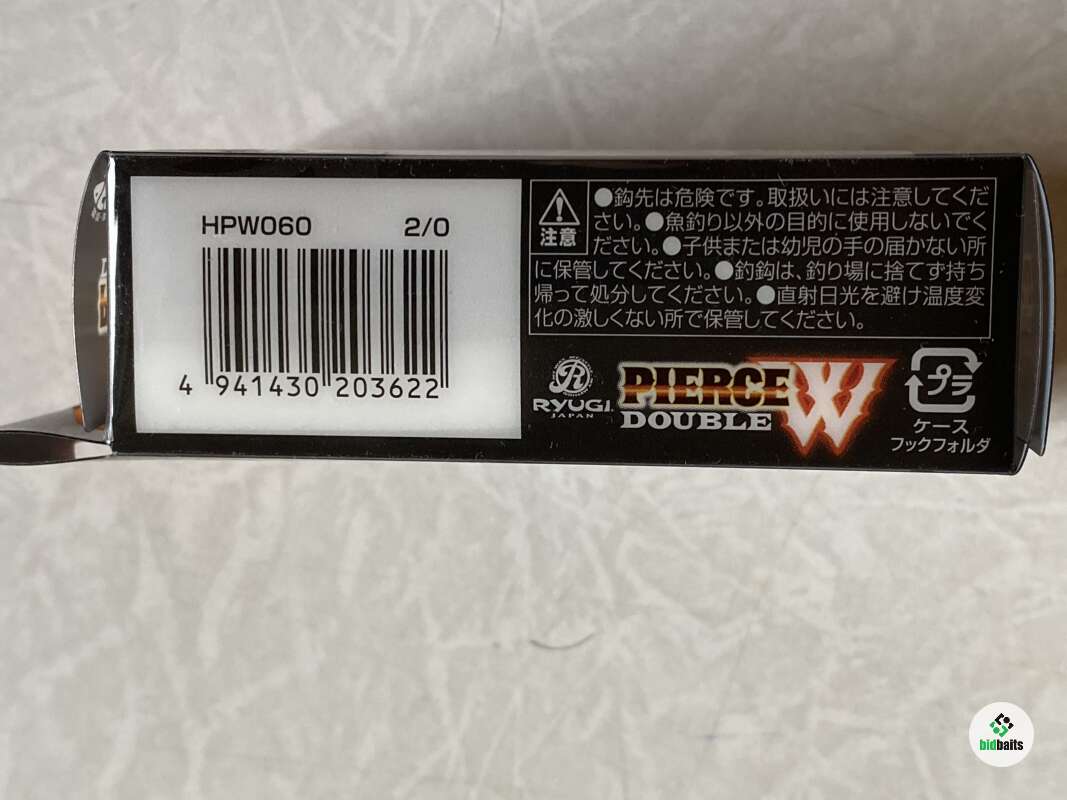 HPW060 2/0
4 941430 203622
注意
●鈎先は危険です。取扱いには注意してくだ
さい。●魚釣り以外の目的に使用しないでく
ださい。●子供または幼児の手の届かない所
に保管してください。●釣鈎は、釣り場に捨てず持ち
帰って処分してください。●直射日光を避け温度変
化の激しくない所で保管してください。
R
RYUGI
JAPAN
PIERCE W
DOUBLE
プラ
ケース
フックフォルダ
bidbaits